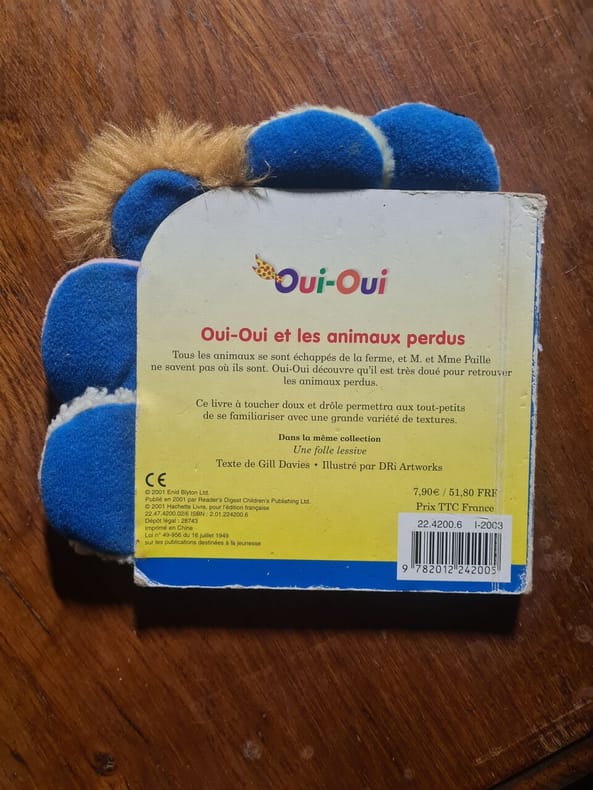 Oui-Oui
Oui-Oui et les animaux perdus
Tous les animaux se sont échappés de la ferme, et M. et Mme Paille
ne savent pas où ils sont. Oui-Oui découvre qu'il est très doué pour retrouver
les animaux perdus.
Ce livre à toucher doux et drôle permettra aux tout-petits
de se familiariser avec une grande variété de textures.
Dans la même collection
Une folle lessive
Texte de Gill Davies • Illustré par DRi Artworks
CE
© 2001 Enid Blyton Ltd.
Publié en 2001 par Reader's Digest Children's Publishing Ltd.
© 2001 Hachette Livre, pour l'édition française
22.47.4200.02/6 ISBN : 2.01.224200.6
Dépôt légal : 28743
imprimé en Chine
Loi n° 49-956 du 16 juillet 1949
sur les publications destinées à la jeunesse
7,90€ / 51,80 FRF
Prix TTC France
22.4200.6 I-2003
9 782012 242005